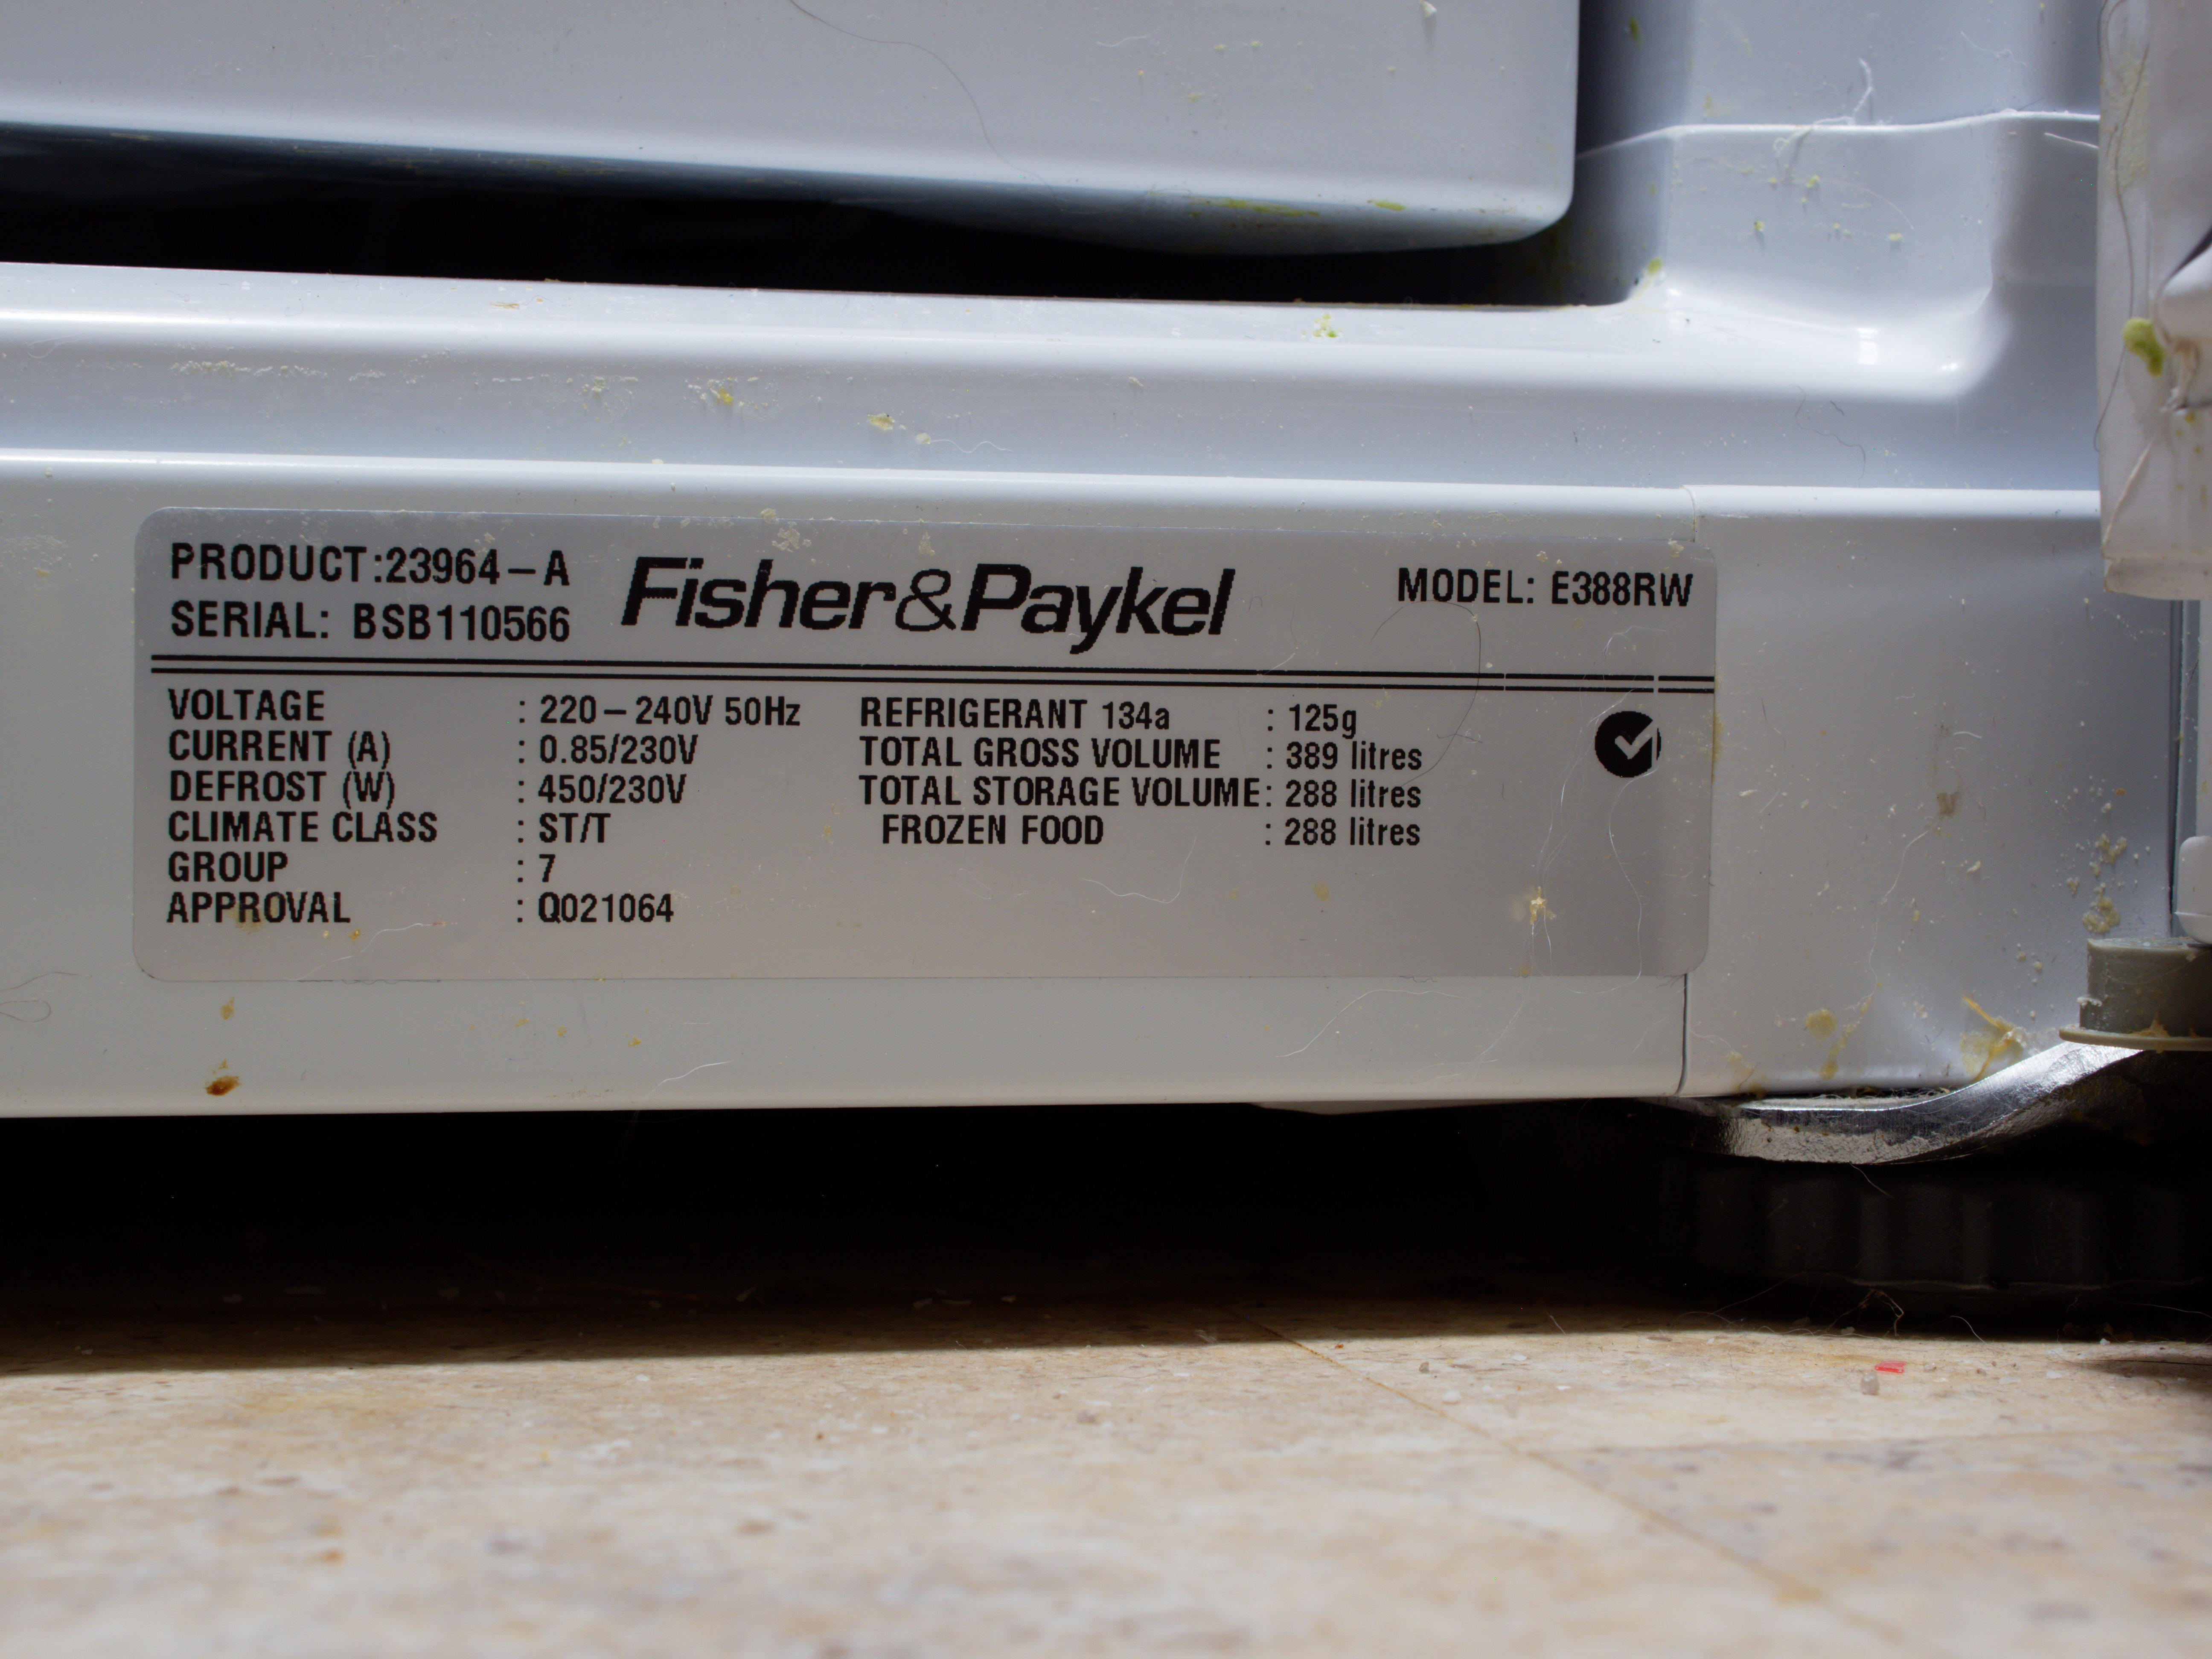 PRODUCT:23964-A
SERIAL: BSB110566
Fisher&Paykel
MODEL: E388RW
VOLTAGE : 220-240V 50Hz
CURRENT (A) : 0.85/230V
DEFROST (W) : 450/230V
CLIMATE CLASS : ST/T
GROUP : 7
APPROVAL : Q021064
REFRIGERANT 134a : 125g
TOTAL GROSS VOLUME : 389 litres
TOTAL STORAGE VOLUME: 288 litres
FROZEN FOOD : 288 litres